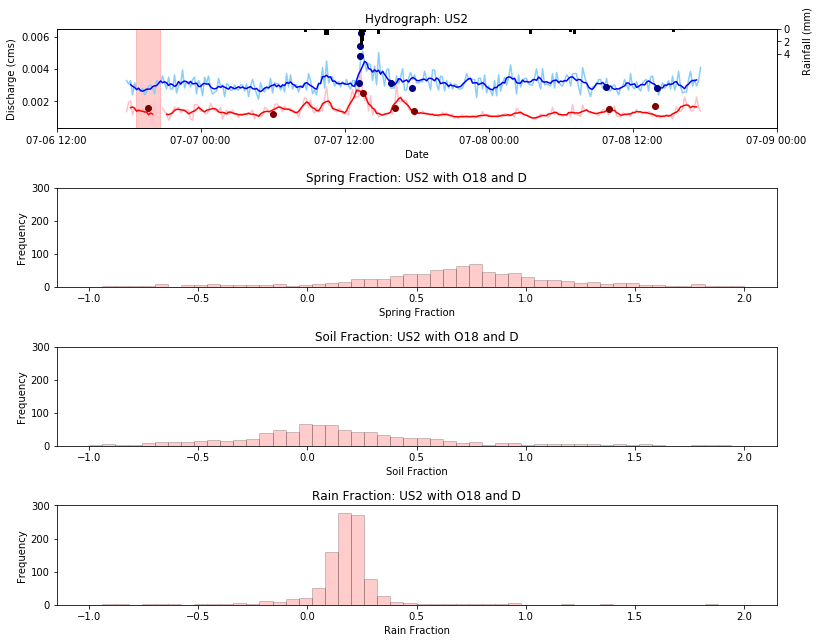 Hydrograph: US2
0.006
0.004
0.002
Discharge (cms)
0
2
4
Rainfall (mm)
07-06 12:00 07-07 00:00 07-07 12:00 07-08 00:00 07-08 12:00 07-09 00:00
Date
Spring Fraction: US2 with O18 and D
300
200
100
0
Frequency
−1.0 −0.5 0.0 0.5 1.0 1.5 2.0
Spring Fraction
Soil Fraction: US2 with O18 and D
300
200
100
0
Frequency
−1.0 −0.5 0.0 0.5 1.0 1.5 2.0
Soil Fraction
Rain Fraction: US2 with O18 and D
300
200
100
0
Frequency
−1.0 −0.5 0.0 0.5 1.0 1.5 2.0
Rain Fraction